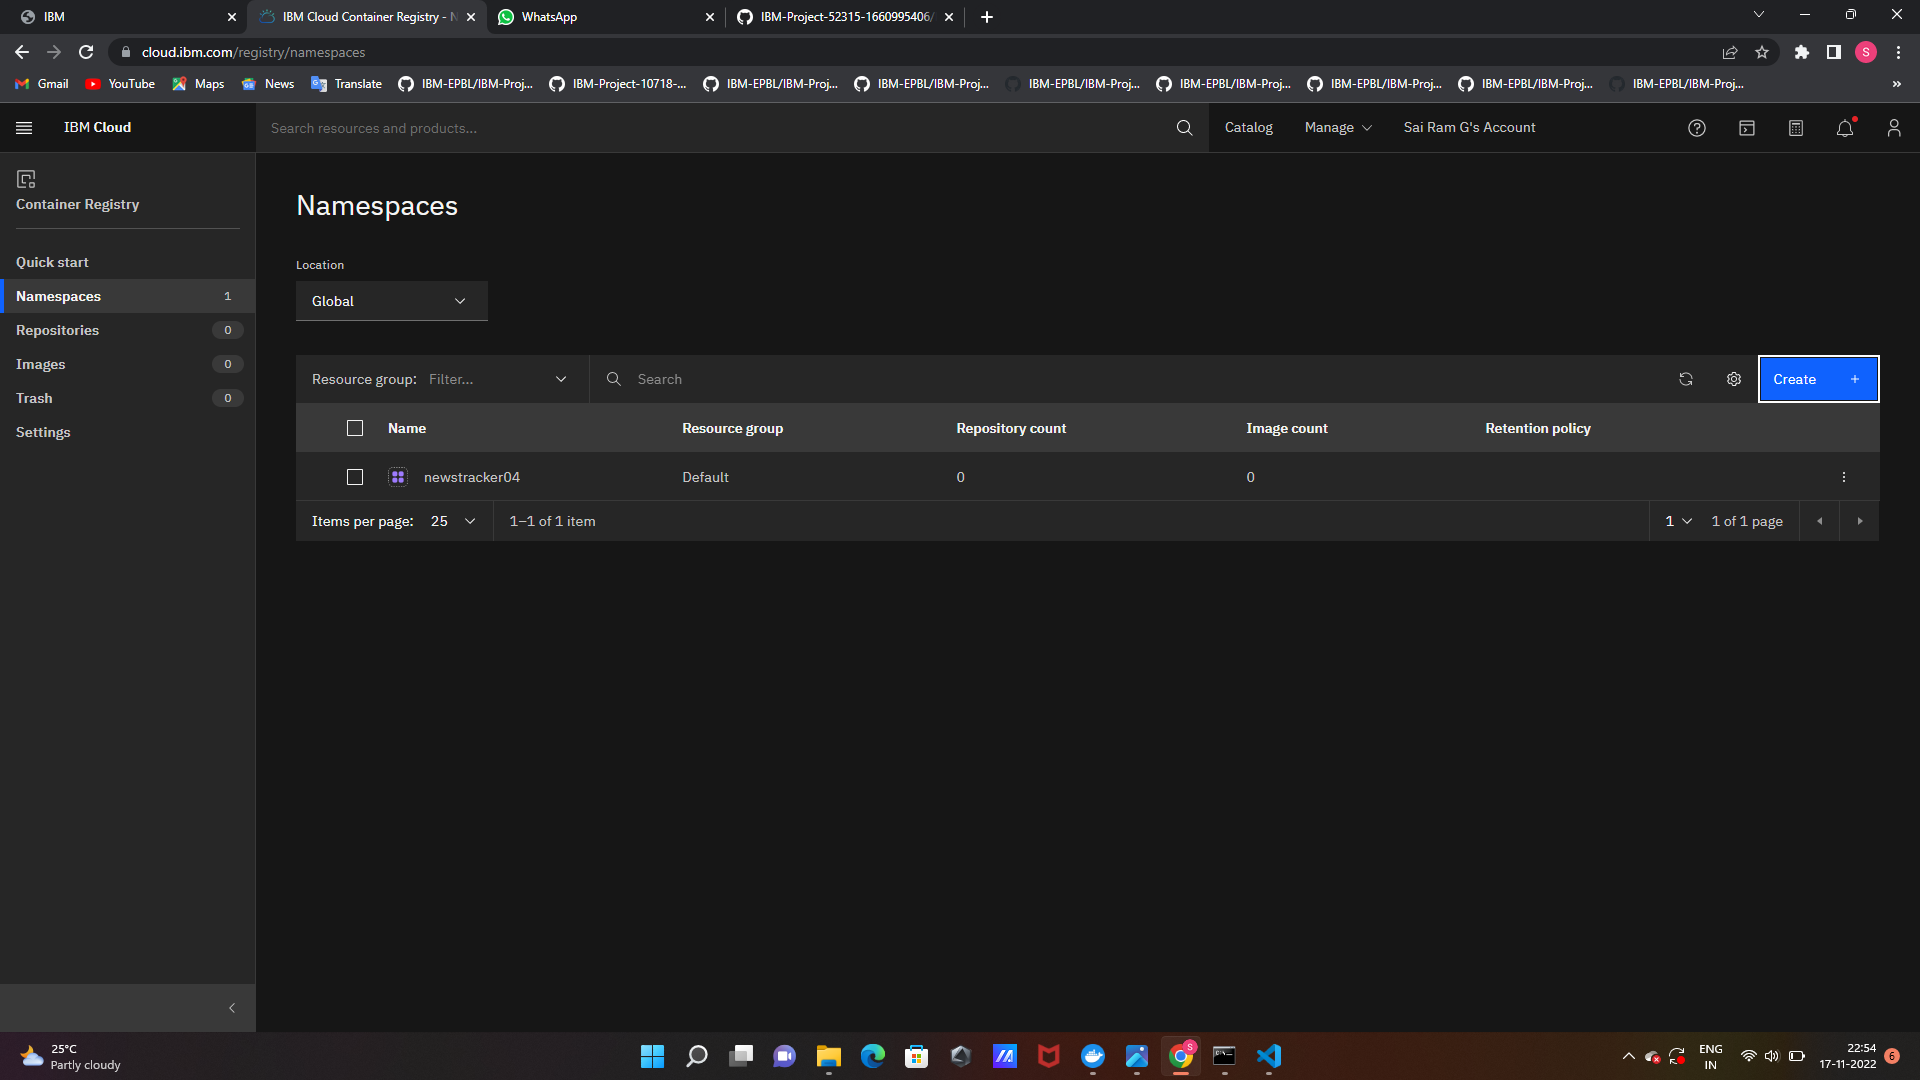 IBM
IBM Cloud Container Registry - N
WhatsApp
IBM-Project-52315-1660995406/
cloud.ibm.com/registry/namespaces
S
Gmail
YouTube
Maps
News
Translate
IBM-EPBL/IBM-Proj...
IBM-Project-10718-...
IBM-EPBL/IBM-Proj...
IBM-EPBL/IBM-Proj...
IBM-EPBL/IBM-Proj...
IBM-EPBL/IBM-Proj...
IBM-EPBL/IBM-Proj...
IBM-EPBL/IBM-Proj...
IBM-EPBL/IBM-Proj...
»
IBM Cloud
Search resources and products...
Catalog
Manage
Sai Ram G's Account
Container Registry
Quick start
Namespaces 1
Repositories 0
Images 0
Trash 0
Settings
Namespaces
Location
Global
Resource group: Filter...
Search
Create +
Name Resource group Repository count Image count Retention policy
newstracker04 Default 0 0
Items per page: 25 1–1 of 1 item 1 1 of 1 page
25°C
Partly cloudy
S
ENG
IN
22:54
17-11-2022
6